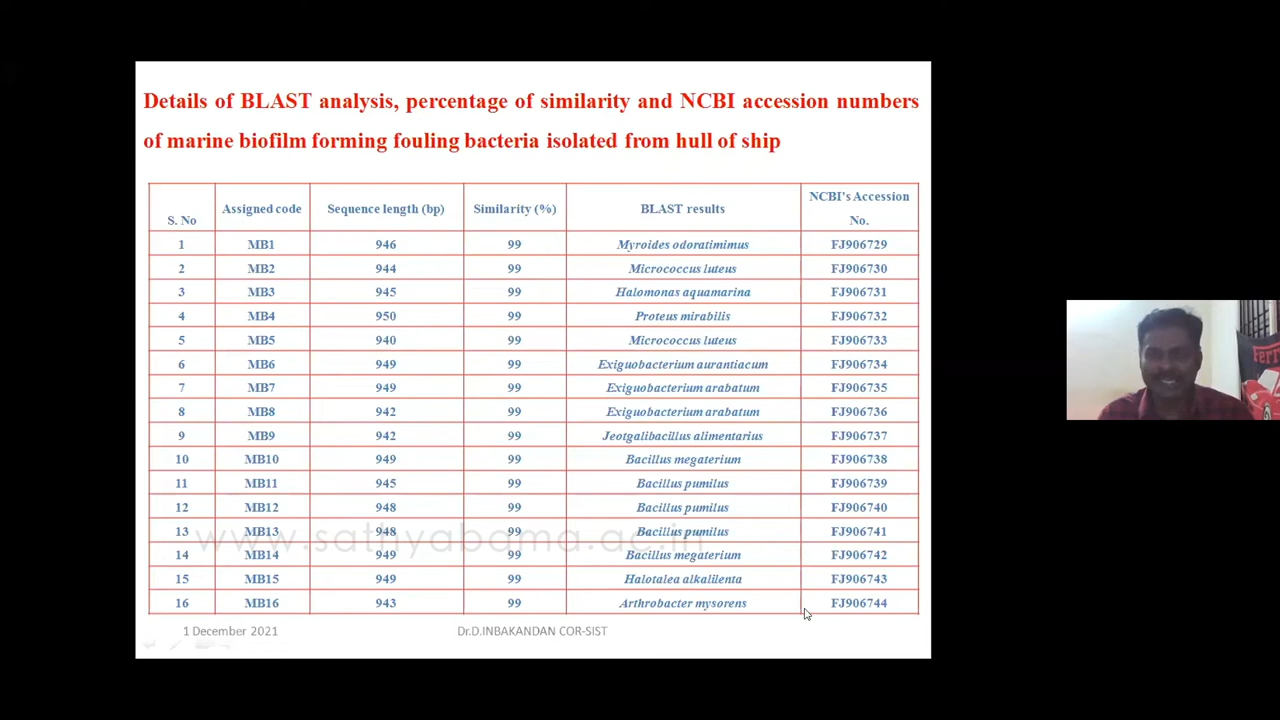 Details of BLAST analysis, percentage of similarity and NCBI accession numbers
of marine biofilm forming fouling bacteria isolated from hull of ship
S. No Assigned code Sequence length (bp) Similarity (%) BLAST results NCBI's Accession No.
1 MB1 946 99 Myroides odoratimimus FJ906729
2 MB2 944 99 Micrococcus luteus FJ906730
3 MB3 945 99 Halomonas aquamarina FJ906731
4 MB4 950 99 Proteus mirabilis FJ906732
5 MB5 940 99 Micrococcus luteus FJ906733
6 MB6 949 99 Exiguobacterium aurantiacum FJ906734
7 MB7 949 99 Exiguobacterium arabatum FJ906735
8 MB8 942 99 Exiguobacterium arabatum FJ906736
9 MB9 942 99 Jeotgalibacillus alimentarius FJ906737
10 MB10 949 99 Bacillus megaterium FJ906738
11 MB11 945 99 Bacillus pumilus FJ906739
12 MB12 948 99 Bacillus pumilus FJ906740
13 MB13 948 99 Bacillus pumilus FJ906741
www.sathyabama.ac.in
14 MB14 949 99 Bacillus megaterium FJ906742
15 MB15 949 99 Halotalea alkalilenta FJ906743
16 MB16 943 99 Arthrobacter mysorens FJ906744
1 December 2021 Dr.D.INBAKANDAN COR-SIST
Ferr